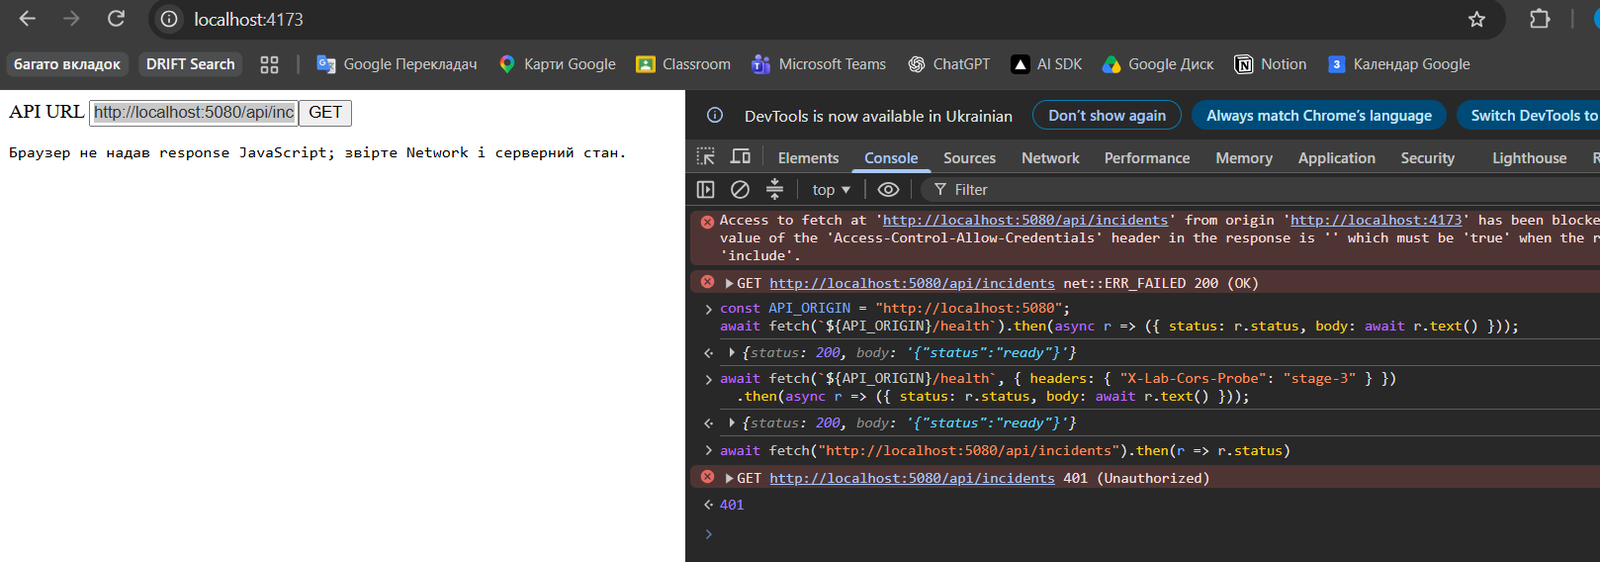 localhost:4173
багато вкладок
DRIFT Search
Google Перекладач
Карти Google
Classroom
Microsoft Teams
ChatGPT
AI SDK
Google Диск
Notion
3 Календар Google
API URL http://localhost:5080/api/inc GET
Браузер не надав response JavaScript; звірте Network і серверний стан.
DevTools is now available in Ukrainian
Don't show again
Always match Chrome's language
Switch DevTools to
Elements Console Sources Network Performance Memory Application Security Lighthouse R
top Filter
Access to fetch at 'http://localhost:5080/api/incidents' from origin 'http://localhost:4173' has been blocke
value of the 'Access-Control-Allow-Credentials' header in the response is '' which must be 'true' when the r
'include'.
GET http://localhost:5080/api/incidents net::ERR_FAILED 200 (OK)
const API_ORIGIN = "http://localhost:5080";
await fetch(`${API_ORIGIN}/health`).then(async r => ({ status: r.status, body: await r.text() }));
{status: 200, body: '{"status":"ready"}'}
await fetch(`${API_ORIGIN}/health`, { headers: { "X-Lab-Cors-Probe": "stage-3" } })
.then(async r => ({ status: r.status, body: await r.text() }));
{status: 200, body: '{"status":"ready"}'}
await fetch("http://localhost:5080/api/incidents").then(r => r.status)
GET http://localhost:5080/api/incidents 401 (Unauthorized)
401